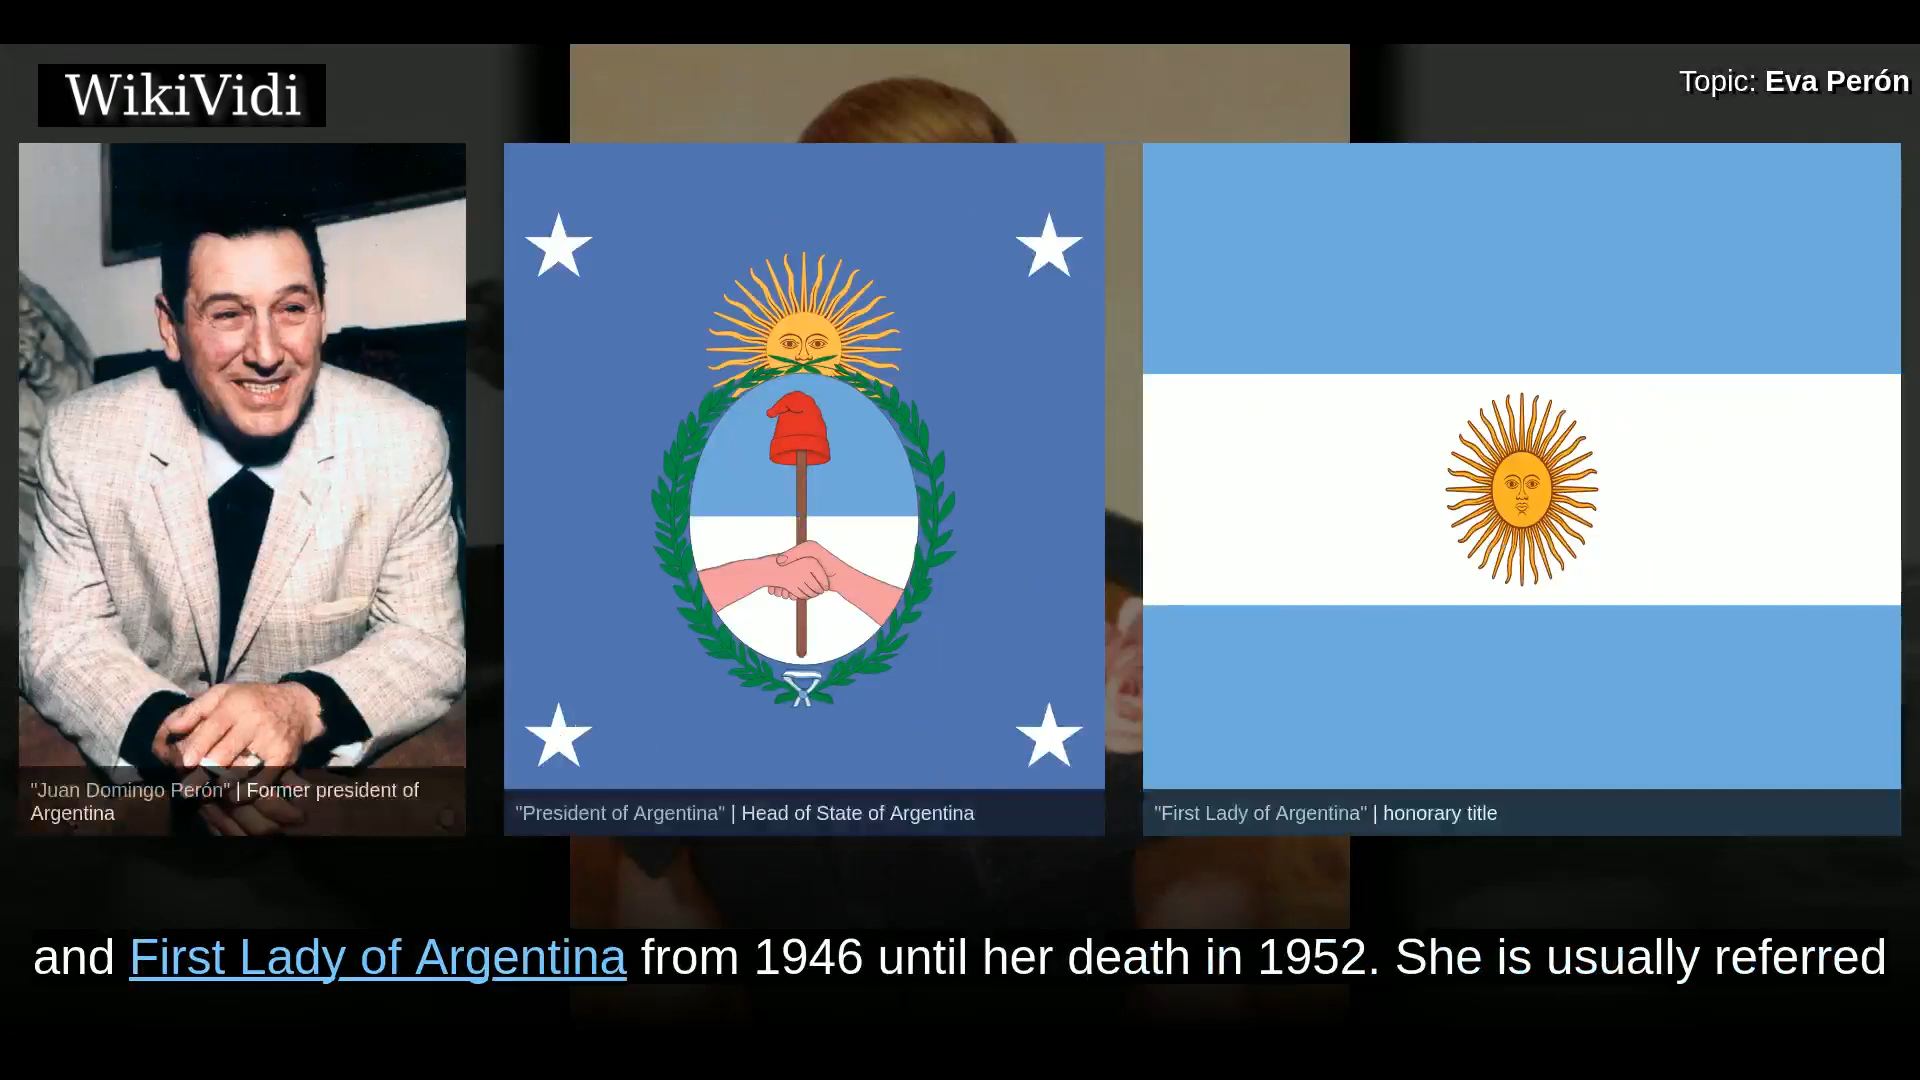 WikiVidi
Topic: Eva Perón
"Juan Domingo Perón" | Former president of
Argentina
"President of Argentina" | Head of State of Argentina
"First Lady of Argentina" | honorary title
and First Lady of Argentina from 1946 until her death in 1952. She is usually referred